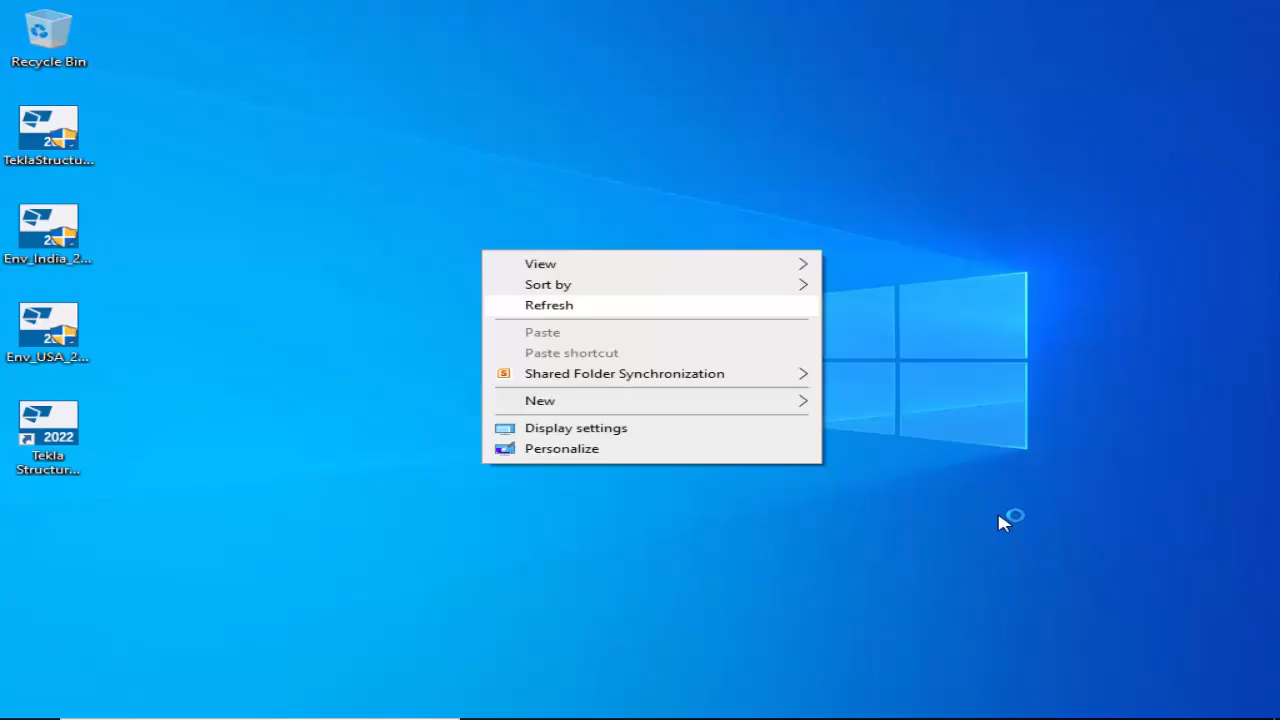 Recycle Bin
TeklaStructu...
Env_India_2...
Env_USA_2...
2022
Tekla
Structur...
View
Sort by
Refresh
Paste
Paste shortcut
S
Shared Folder Synchronization
New
Display settings
Personalize